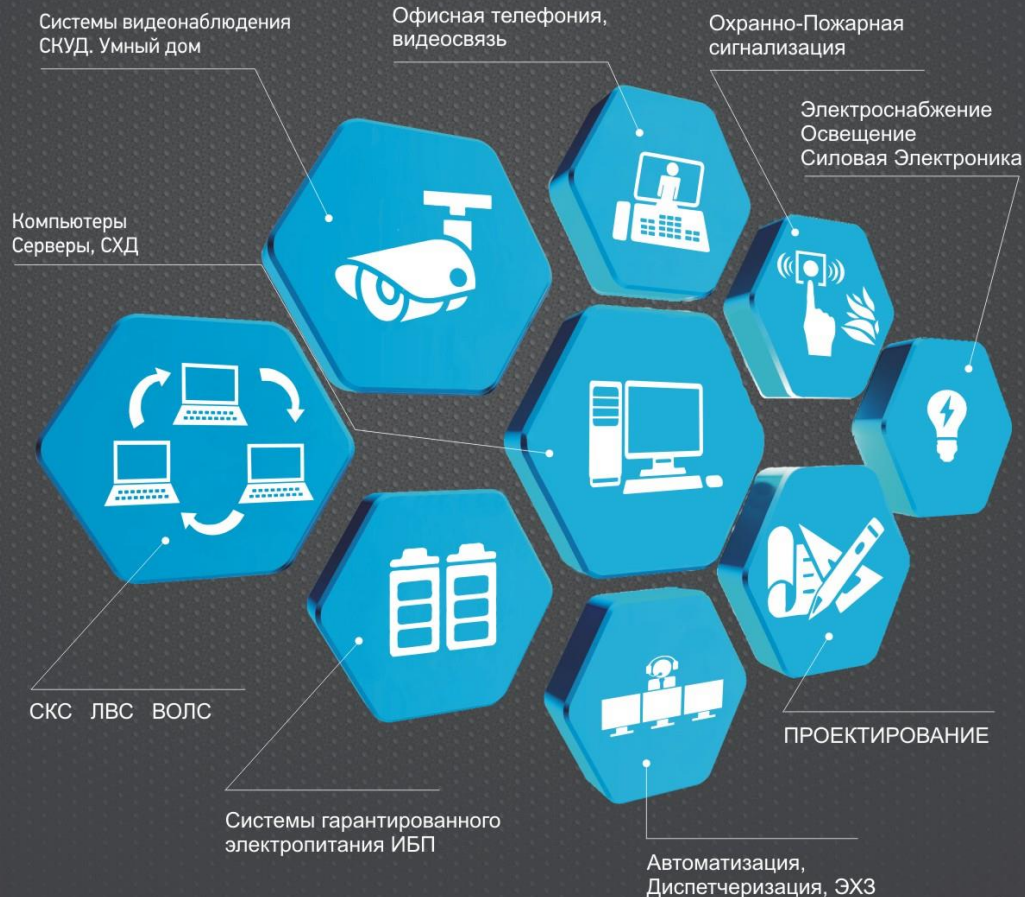 Системы видеонаблюдения
СКУД. Умный дом
Офисная телефония,
видеосвязь
Охранно-Пожарная
сигнализация
Электроснабжение
Освещение
Силовая Электроника
Компьютеры
Серверы, СХД
СКС ЛВС ВОЛС
ПРОЕКТИРОВАНИЕ
Системы гарантированного
электропитания ИБП
Автоматизация,
Диспетчеризация, ЭХЗ